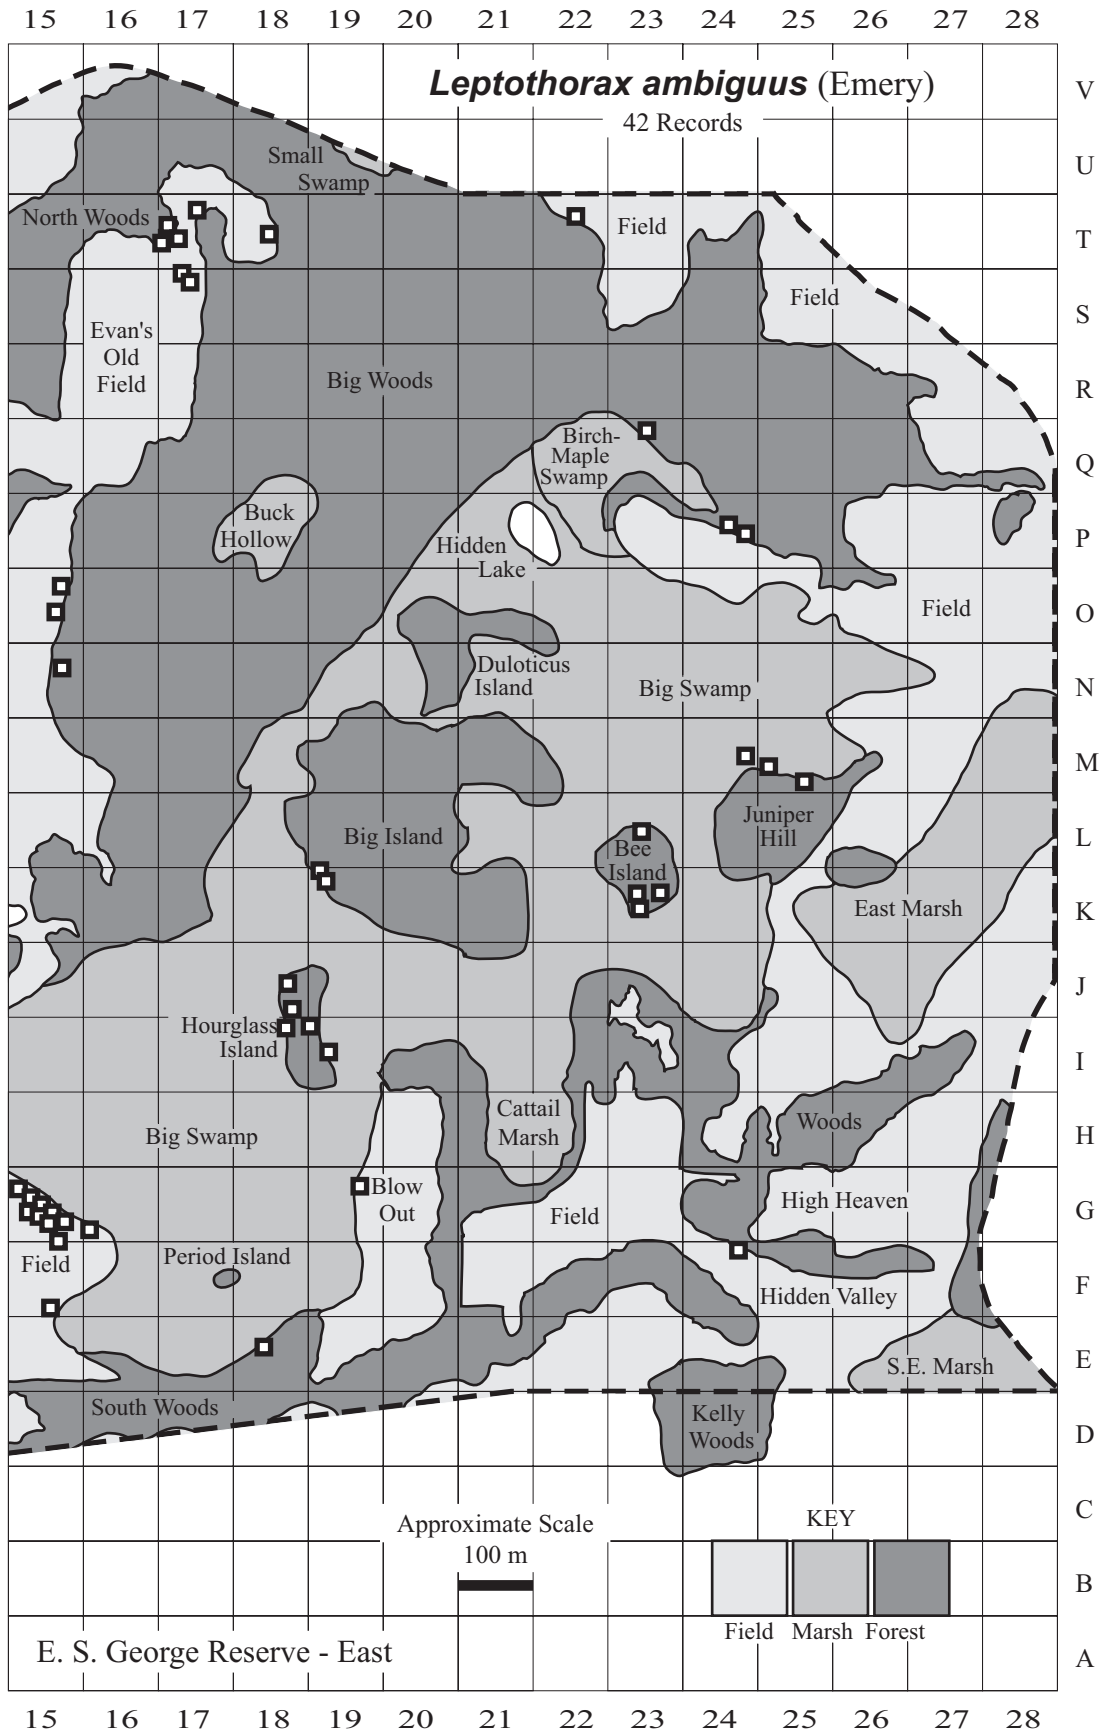 15 16 17 18 19 20 21 22 23 24 25 26 27 28
Leptothorax ambiguus (Emery)
V
42 Records
Small
Swamp
U
North Woods
Field
T
Field
S
Evan's
Old
Field
Big Woods
R
Birch-
Maple
Swamp
Q
Buck
Hollow
Hidden
Lake
P
Field
O
Duloticus
Island
Big Swamp
N
M
Juniper
Hill
Big Island
L
Bee
Island
East Marsh
K
J
Hourglass
Island
I
Cattail
Marsh
Woods
Big Swamp
H
Blow
Out
High Heaven
Field
G
Period Island
Field
F
Hidden Valley
S.E. Marsh
E
South Woods
Kelly
Woods
D
Approximate Scale
100 m
KEY
C
B
Field Marsh Forest
E. S. George Reserve - East
A
15 16 17 18 19 20 21 22 23 24 25 26 27 28